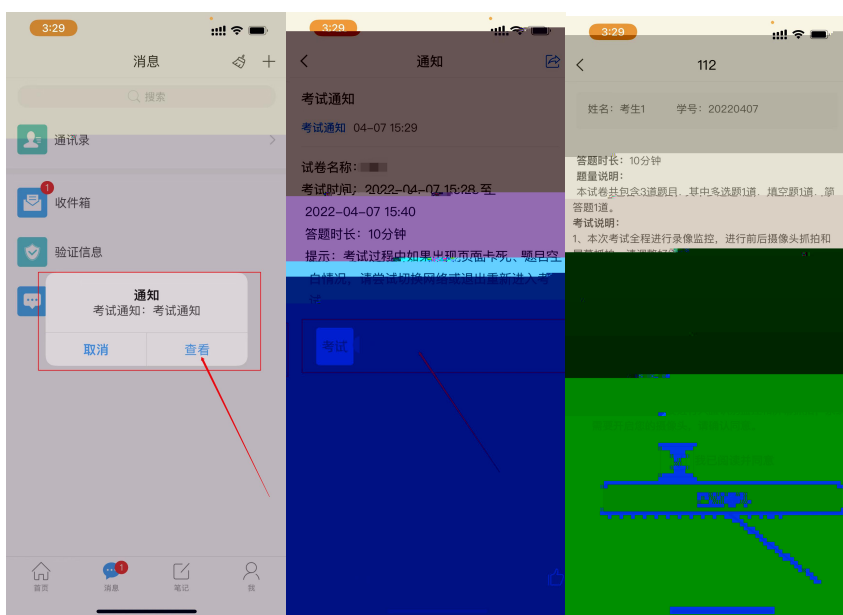 3:29
消息
搜索
通讯录
1
收件箱
验证信息
通知
考试通知：考试通知
取消
查看
首页
消息
1
笔记
我
3:29
通知
考试通知
考试通知 04-07 15:29
试卷名称：
考试时间：2022-04-07 15:28 至
2022-04-07 15:40
答题时长：10分钟
提示：考试过程中如果出现页面卡死、题目空
白情况，请尝试切换网络或退出重新进入考
试。
考试
3:29
112
姓名：考生1 学号：20220407
答题时长：10分钟
题量说明：
本试卷共包含3道题目，其中多选题1道，填空题1道，简
答题1道。
考试说明：
1、本次考试全程进行录像监控，进行前后摄像头抓拍和